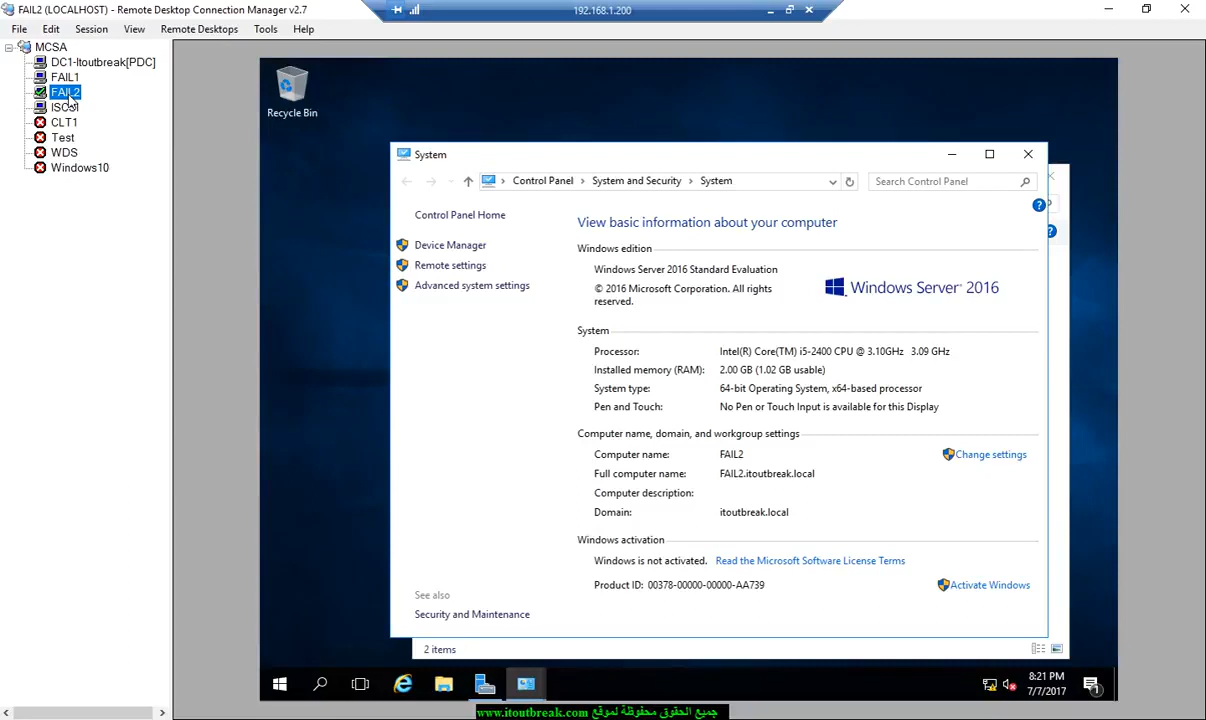 FAIL2 (LOCALHOST) - Remote Desktop Connection Manager v2.7
192.168.1.200
File Edit Session View Remote Desktops Tools Help
MCSA
DC1-Itoutbreak[PDC]
FAIL1
FAIL2
ISCSI
CLT1
Test
WDS
Windows10
Recycle Bin
System
Control Panel > System and Security > System
Search Control Panel
Control Panel Home
Device Manager
Remote settings
Advanced system settings
View basic information about your computer
Windows edition
Windows Server 2016 Standard Evaluation
© 2016 Microsoft Corporation. All rights
reserved.
Windows Server® 2016
System
Processor: Intel(R) Core(TM) i5-2400 CPU @ 3.10GHz 3.09 GHz
Installed memory (RAM): 2.00 GB (1.02 GB usable)
System type: 64-bit Operating System, x64-based processor
Pen and Touch: No Pen or Touch Input is available for this Display
Computer name, domain, and workgroup settings
Computer name: FAIL2
Change settings
Full computer name: FAIL2.itoutbreak.local
Computer description:
Domain: itoutbreak.local
Windows activation
Windows is not activated. Read the Microsoft Software License Terms
Product ID: 00378-00000-00000-AA739
Activate Windows
See also
Security and Maintenance
2 items
8:21 PM
7/7/2017
1
جميع الحقوق محفوظة لموقع www.itoutbreak.com